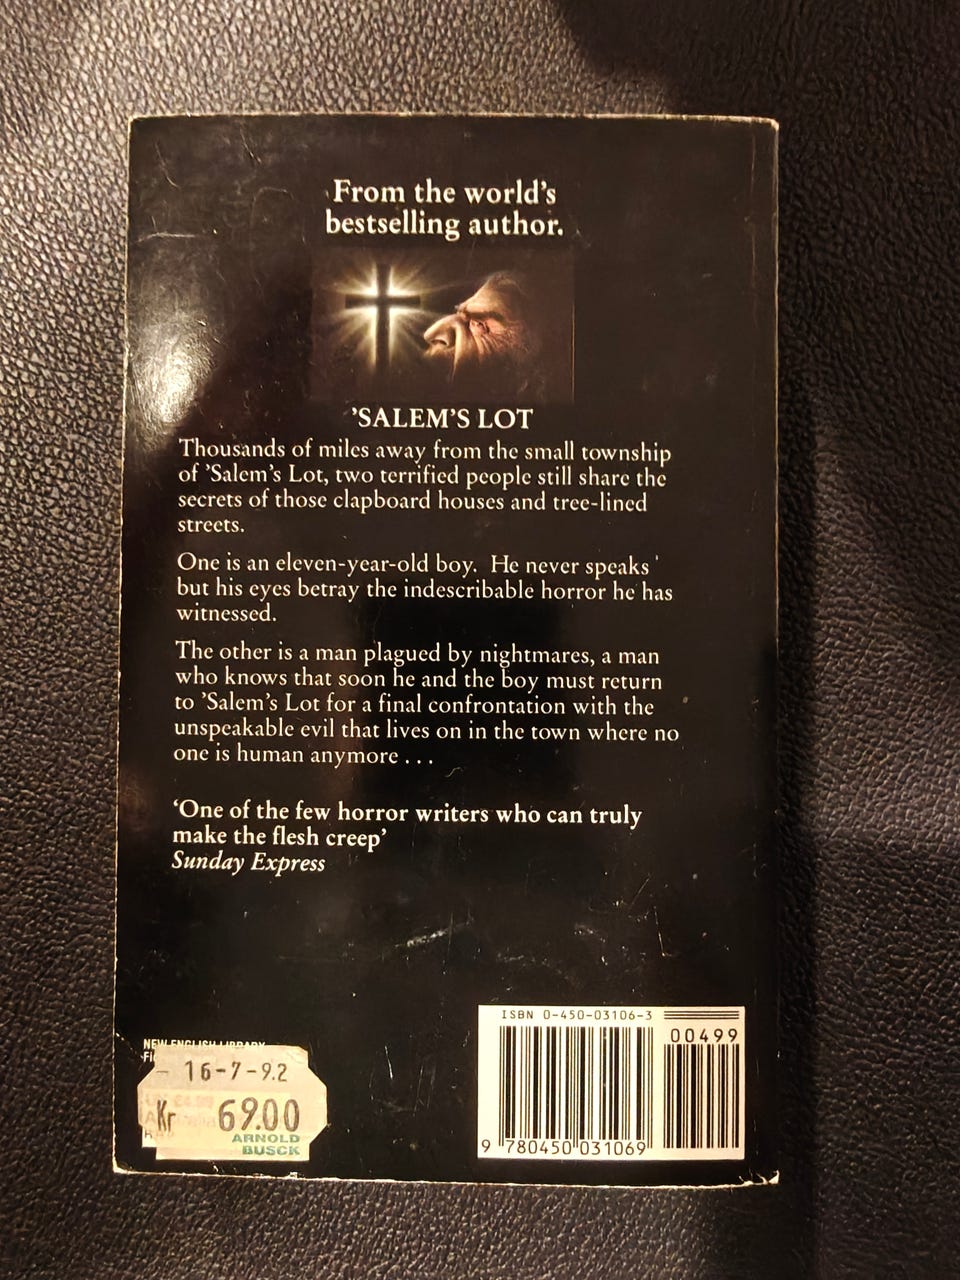 From the world's
bestselling author.
'SALEM'S LOT
Thousands of miles away from the small township
of 'Salem's Lot, two terrified people still share the
secrets of those clapboard houses and tree-lined
streets.
One is an eleven-year-old boy. He never speaks
but his eyes betray the indescribable horror he has
witnessed.
The other is a man plagued by nightmares, a man
who knows that soon he and the boy must return
to 'Salem's Lot for a final confrontation with the
unspeakable evil that lives on in the town where no
one is human anymore . . .
'One of the few horror writers who can truly
make the flesh creep'
Sunday Express
NEW ENGLISH LIBRARY
- 16-7-92
Kr 69.00
ARNOLD
BUSCK
ISBN 0-450-03106-3
00499
9 780450 031069